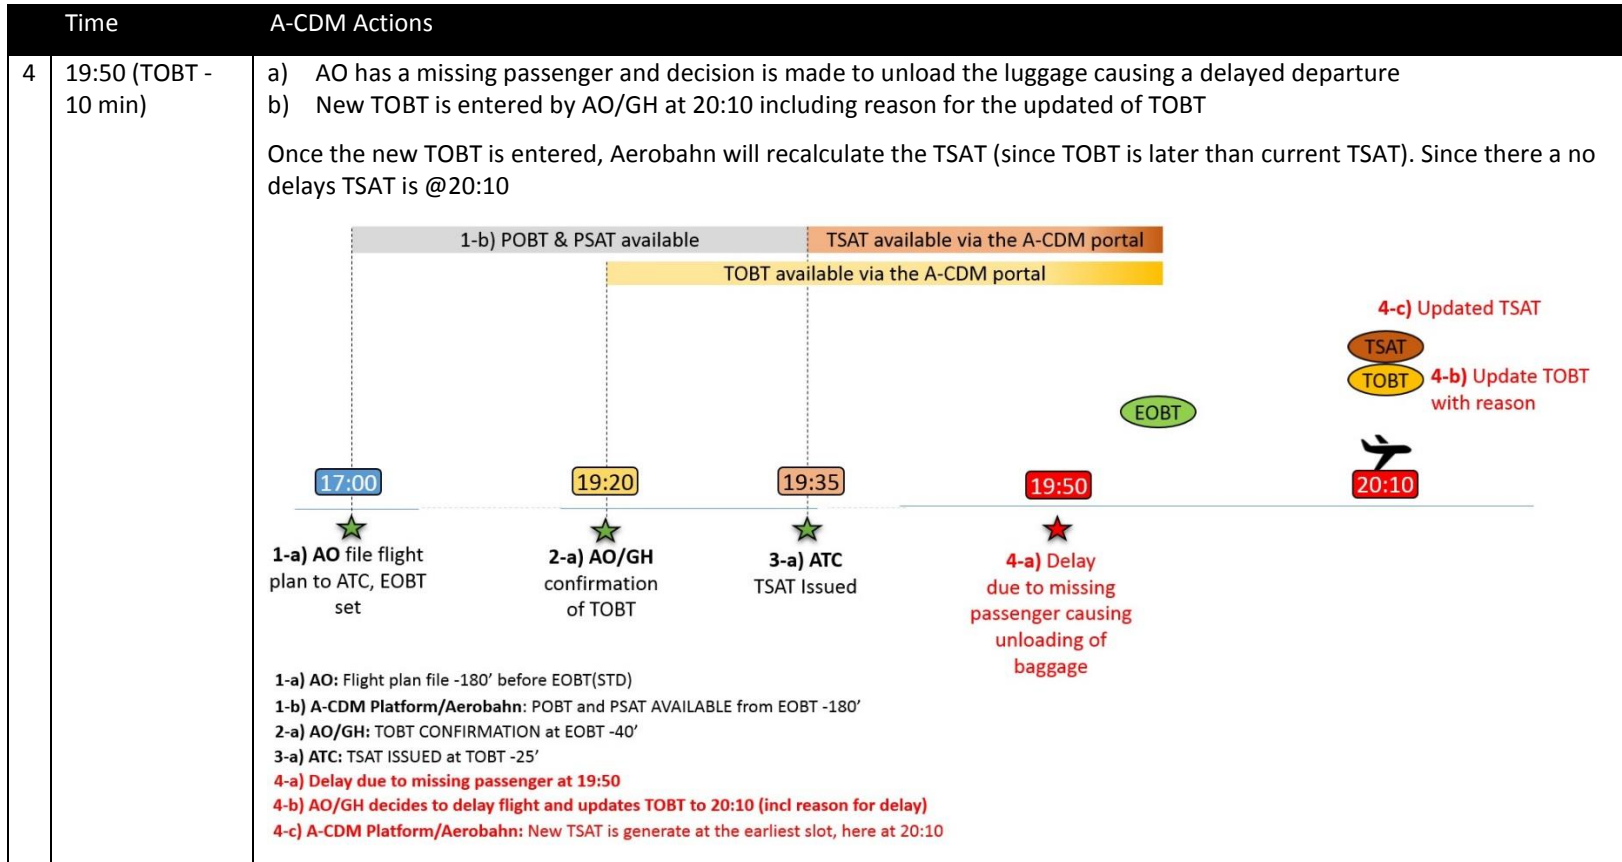 Time A-CDM Actions
4 19:50 (TOBT -
10 min)
a) AO has a missing passenger and decision is made to unload the luggage causing a delayed departure
b) New TOBT is entered by AO/GH at 20:10 including reason for the updated of TOBT
Once the new TOBT is entered, Aerobahn will recalculate the TSAT (since TOBT is later than current TSAT). Since there a no
delays TSAT is @20:10
1-b) POBT & PSAT available
TSAT available via the A-CDM portal
TOBT available via the A-CDM portal
4-c) Updated TSAT
TSAT
TOBT
4-b) Update TOBT
with reason
EOBT
17:00
19:20
19:35
19:50
20:10
1-a) AO file flight
plan to ATC, EOBT
set
2-a) AO/GH
confirmation
of TOBT
3-a) ATC
TSAT Issued
4-a) Delay
due to missing
passenger causing
unloading of
baggage
1-a) AO: Flight plan file -180’ before EOBT(STD)
1-b) A-CDM Platform/Aerobahn: POBT and PSAT AVAILABLE from EOBT -180’
2-a) AO/GH: TOBT CONFIRMATION at EOBT -40’
3-a) ATC: TSAT ISSUED at TOBT -25’
4-a) Delay due to missing passenger at 19:50
4-b) AO/GH decides to delay flight and updates TOBT to 20:10 (incl reason for delay)
4-c) A-CDM Platform/Aerobahn: New TSAT is generate at the earliest slot, here at 20:10